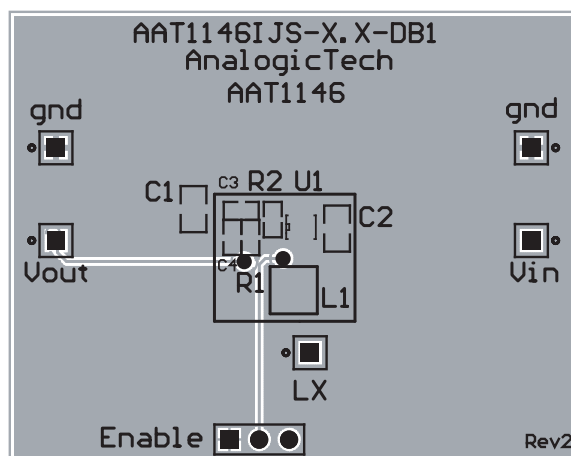 AAT1146IJS-X.X-DB1
AnalogicTech
AAT1146
gnd
gnd
C1
C3
R2
U1
C2
Vout
C4
R1
L1
Vin
LX
Enable
Rev2